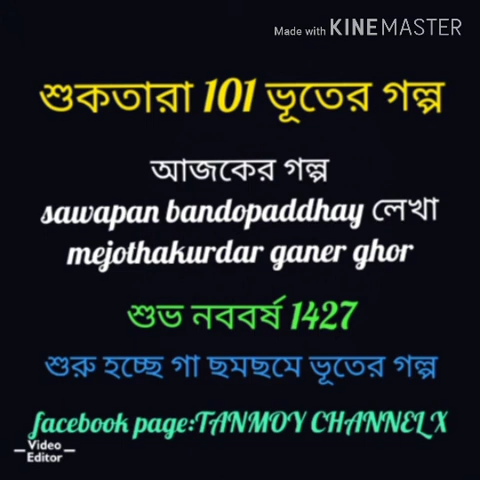 Made with KINEMASTER
শুকতারা 101 ভূতের গল্প
আজকের গল্প
sawapan bandopaddhay লেখা
mejothakurdar ganer ghor
শুভ নববর্ষ 1427
শুরু হচ্ছে গা ছমছমে ভূতের গল্প
facebook page:TANMOY CHANNEL X
Video
Editor